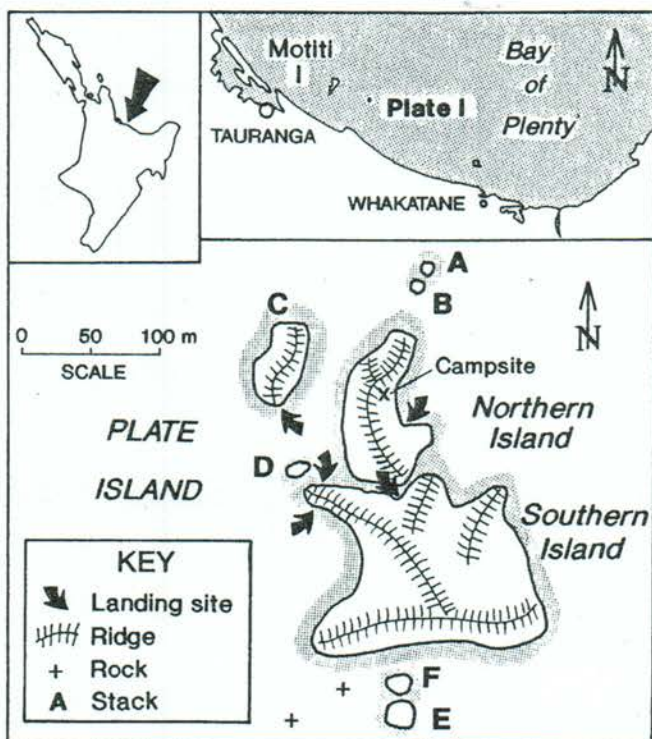 Motiti
I
Bay
of
Plenty
N
Plate I
TAURANGA
WHAKATANE
A
B
C
N
0 50 100 m
SCALE
Campsite
Northern
Island
PLATE
ISLAND
D
Southern
Island
KEY
Landing site
Ridge
+ Rock
A Stack
F
E